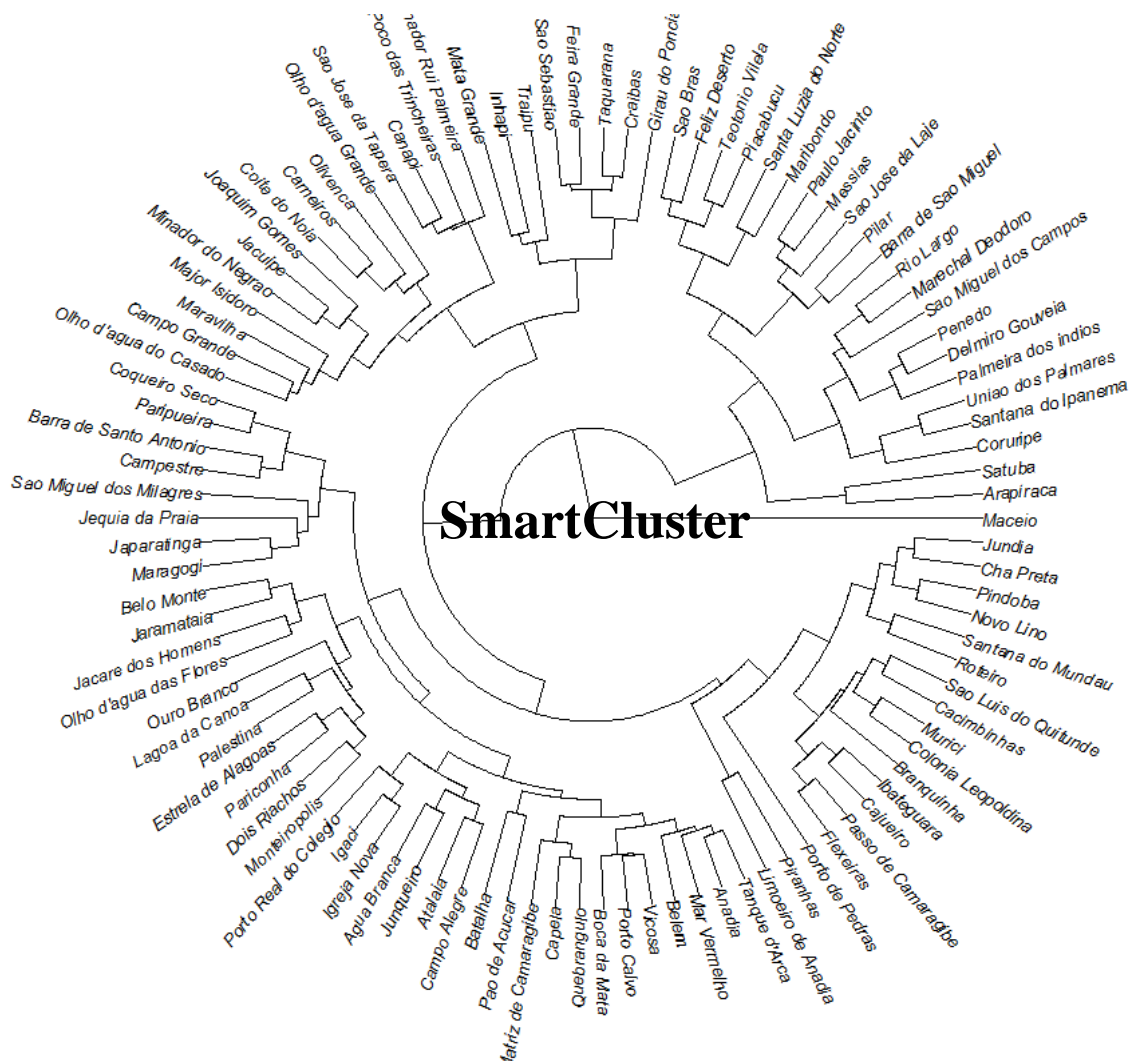 SmartCluster
Maceio
Arapiraca
Satuba
Coruripe
Santana do Ipanema
Uniao dos Palmares
Palmeira dos indios
Delmiro Gouveia
Penedo
Sao Miguel dos Campos
Marechal Deodoro
Rio Largo
Barra de Sao Miguel
Pilar
Sao Jose da Laje
Messias
Paulo Jacinto
Maribondo
Santa Luzia do Norte
Piacabucu
Teotonio Vilela
Feliz Deserto
Sao Bras
Girau do Poncia
Craibas
Taquarana
Feira Grande
Sao Sebastiao
Traipu
Inhapi
Mata Grande
nador Rui Palmeira
oco das Trincheiras
Canapi
Sao Jose da Tapera
Olho d'agua Grande
Olivenca
Carneiros
Coite do Noia
Joaquim Gomes
Jacuipe
Minador do Negrao
Major Isidoro
Maravilha
Campo Grande
Olho d'agua do Casado
Coqueiro Seco
Paripueira
Barra de Santo Antonio
Campestre
Sao Miguel dos Milagres
Jequia da Praia
Japaratinga
Maragogi
Belo Monte
Jaramataia
Jacare dos Homens
Olho d'agua das Flores
Ouro Branco
Lagoa da Canoa
Palestina
Estrela de Alagoas
Pariconha
Dois Riachos
Monteiropolis
Porto Real do Colegio
Igaci
Igreja Nova
Agua Branca
Junqueiro
Atalaia
Campo Alegre
Batalha
Pao de Acucar
Matriz de Camaragibe
Capela
Quebrangulo
Boca da Mata
Porto Calvo
Vicosa
Belem
Mar Vermelho
Anadia
Tanque d'Arca
Limoeiro de Anadia
Piranhas
Porto de Pedras
Flexeiras
Passo de Camaragibe
Cajueiro
Ibateguara
Branquinha
Colonia Leopoldina
Murici
Cacimbinhas
Sao Luis do Quitunde
Roteiro
Santana do Mundau
Novo Lino
Pindoba
Cha Preta
Jundia